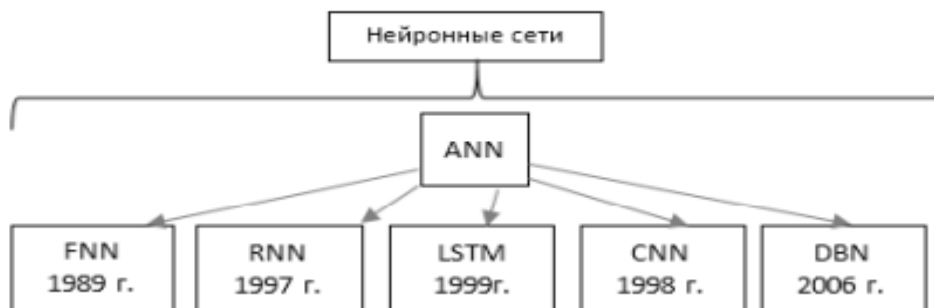 Нейронные сети
ANN
FNN
1989 г.
RNN
1997 г.
LSTM
1999г.
CNN
1998 г.
DBN
2006 г.